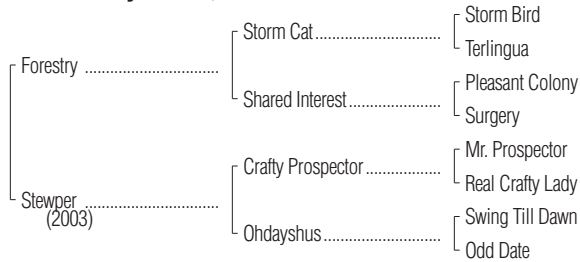 Storm Bird
Storm Cat
Terlingua
Forestry
Pleasant Colony
Shared Interest
Surgery
Mr. Prospector
Crafty Prospector
Real Crafty Lady
Stewper
(2003)
Swing Till Dawn
Ohdayshus
Odd Date